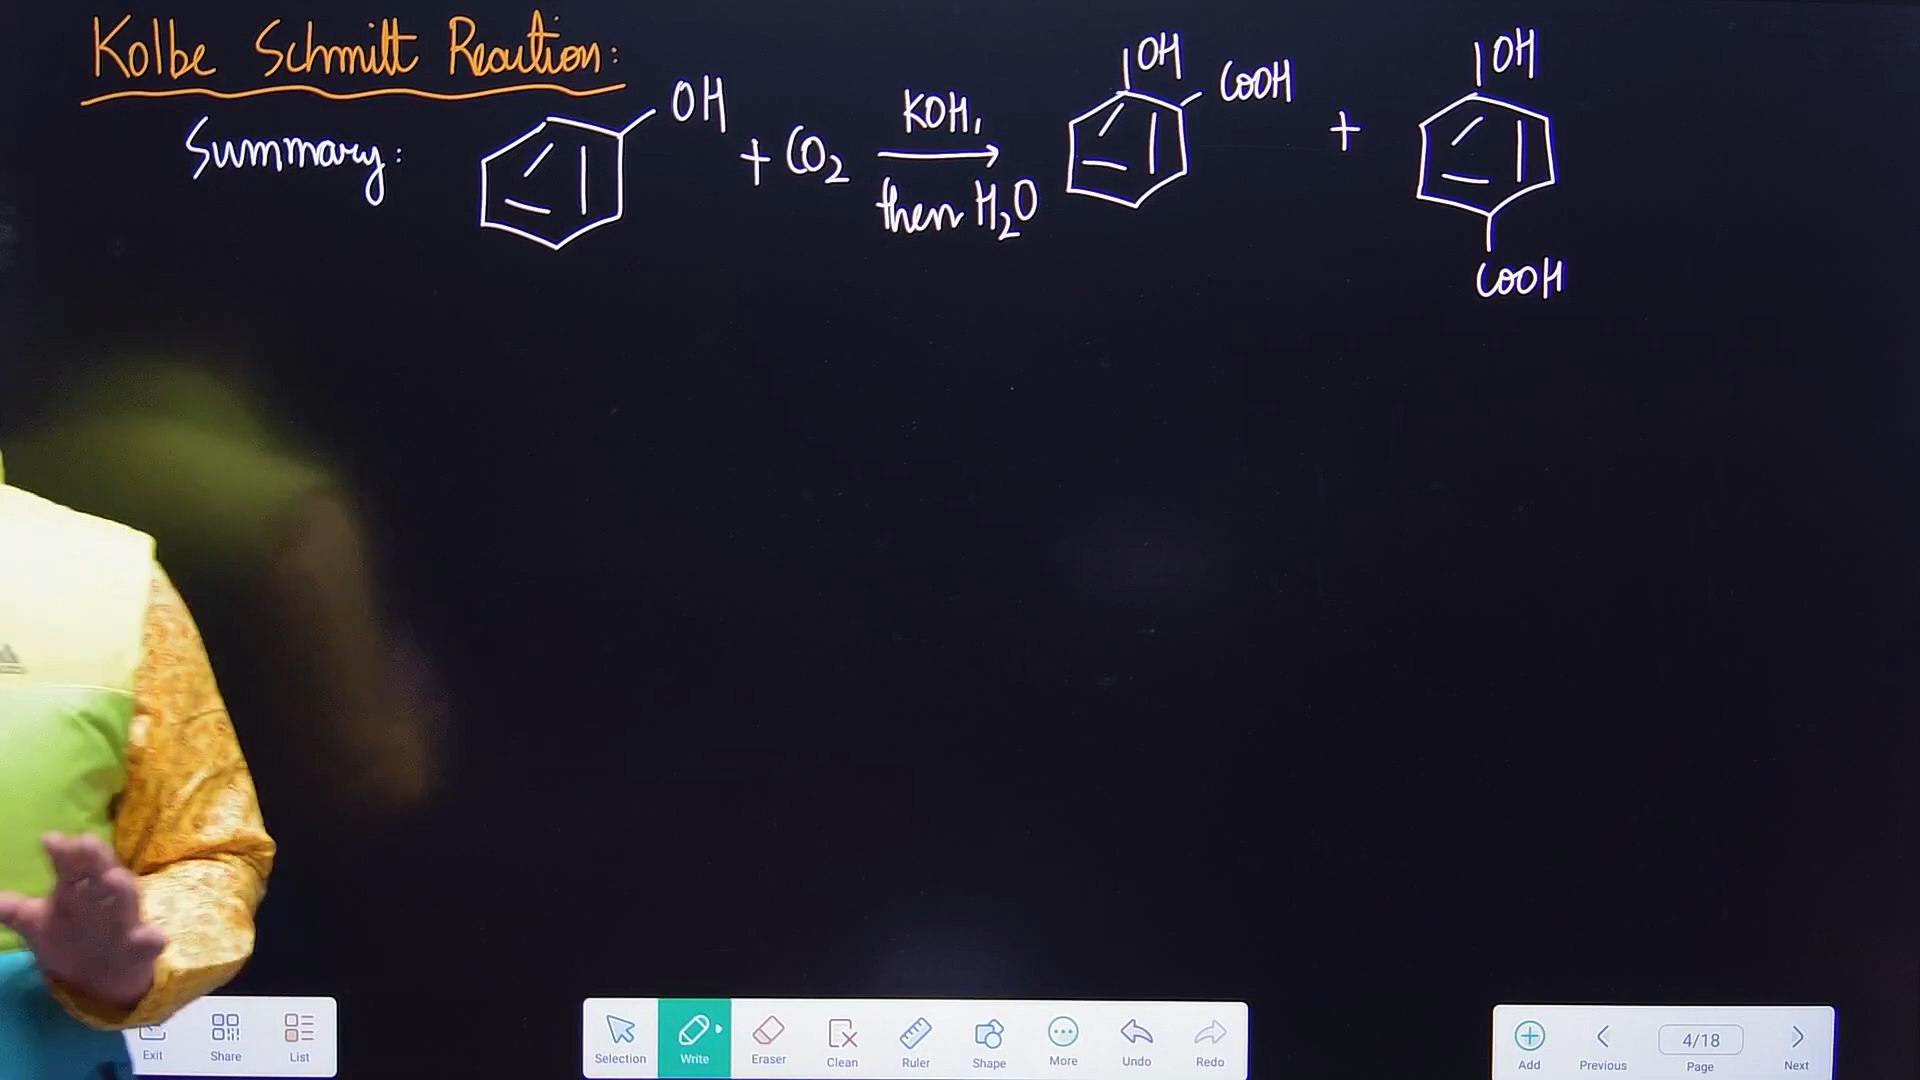 Kolbe Schmitt Reaction:
Summary:
OH + CO2 KOH, then H2O OH COOH + OH COOH
Exit Share List
Selection Write Eraser Clean Ruler Shape More Undo Redo
Add Previous 4/18 Page Next